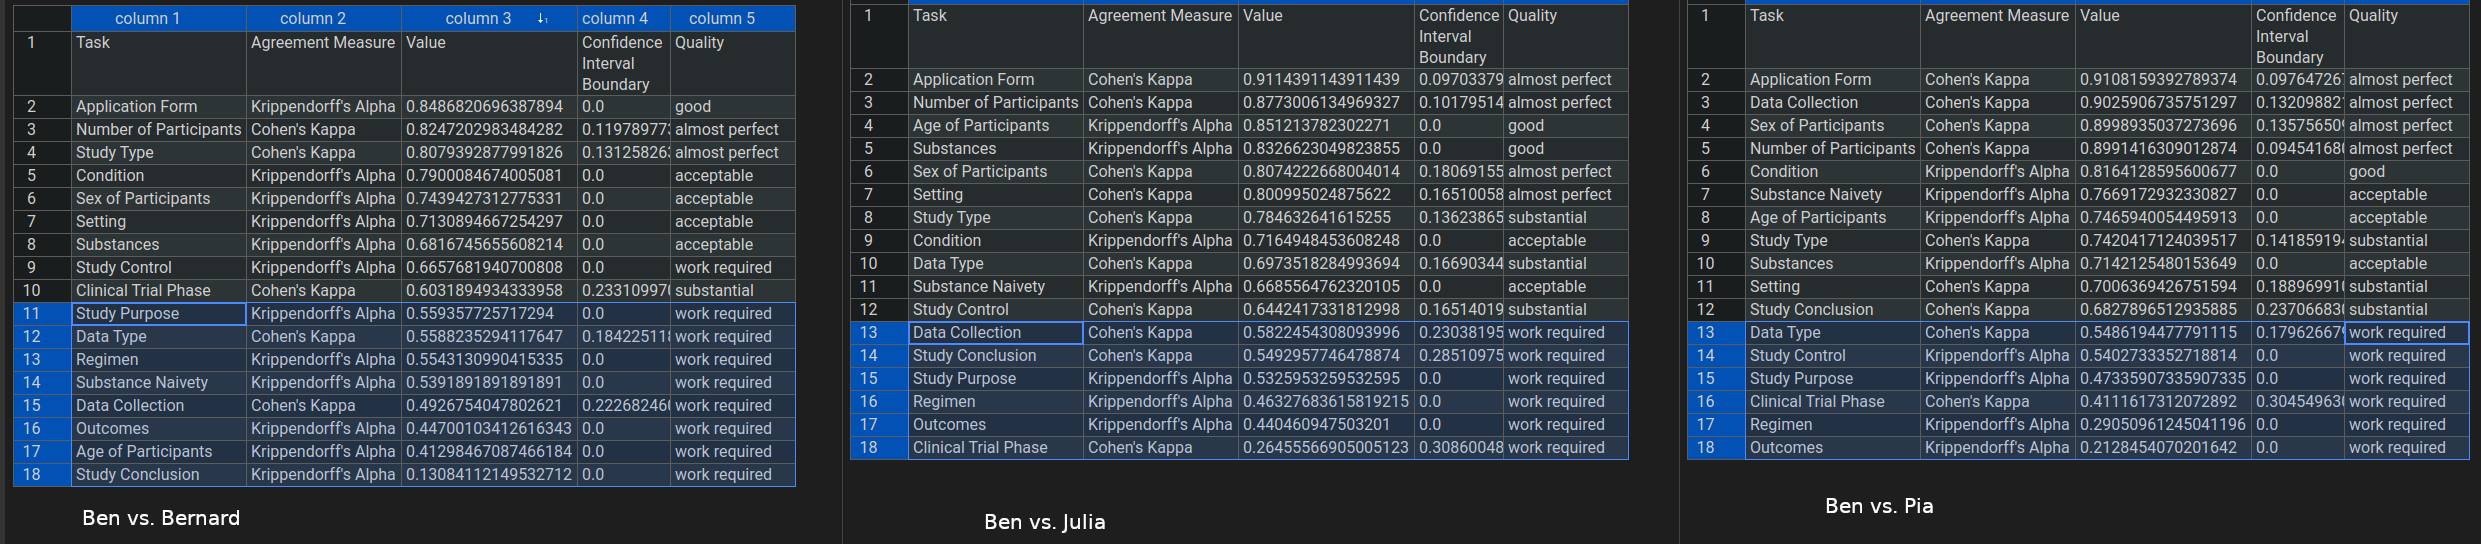 column 1 column 2 column 3 ↓1 column 4 column 5
1 Task Agreement Measure Value Confidence Interval Boundary Quality
2 Application Form Krippendorff's Alpha 0.8486820696387894 0.0 good
3 Number of Participants Cohen's Kappa 0.8247202983484282 0.11978977 almost perfect
4 Study Type Cohen's Kappa 0.8079392877991826 0.13125826 almost perfect
5 Condition Krippendorff's Alpha 0.7900084674005081 0.0 acceptable
6 Sex of Participants Krippendorff's Alpha 0.7439427312775331 0.0 acceptable
7 Setting Krippendorff's Alpha 0.7130894667254297 0.0 acceptable
8 Substances Krippendorff's Alpha 0.6816745655608214 0.0 acceptable
9 Study Control Krippendorff's Alpha 0.6657681940700808 0.0 work required
10 Clinical Trial Phase Cohen's Kappa 0.6031894934333958 0.23310997 substantial
11 Study Purpose Krippendorff's Alpha 0.559357725717294 0.0 work required
12 Data Type Cohen's Kappa 0.5588235294117647 0.18422511 work required
13 Regimen Krippendorff's Alpha 0.5543130990415335 0.0 work required
14 Substance Naivety Krippendorff's Alpha 0.5391891891891891 0.0 work required
15 Data Collection Cohen's Kappa 0.4926754047802621 0.22268246 work required
16 Outcomes Krippendorff's Alpha 0.44700103412616343 0.0 work required
17 Age of Participants Krippendorff's Alpha 0.41298467087466184 0.0 work required
18 Study Conclusion Krippendorff's Alpha 0.13084112149532712 0.0 work required
Ben vs. Bernard
1 Task Agreement Measure Value Confidence Interval Boundary Quality
2 Application Form Cohen's Kappa 0.9114391143911439 0.09703379 almost perfect
3 Number of Participants Cohen's Kappa 0.8773006134969327 0.10179514 almost perfect
4 Age of Participants Krippendorff's Alpha 0.851213782302271 0.0 good
5 Substances Krippendorff's Alpha 0.8326623049823855 0.0 good
6 Sex of Participants Cohen's Kappa 0.8074222668004014 0.18069155 almost perfect
7 Setting Cohen's Kappa 0.800995024875622 0.16510058 almost perfect
8 Study Type Cohen's Kappa 0.784632641615255 0.13623865 substantial
9 Condition Krippendorff's Alpha 0.7164948453608248 0.0 acceptable
10 Data Type Cohen's Kappa 0.6973518284993694 0.16690344 substantial
11 Substance Naivety Krippendorff's Alpha 0.6685564762320105 0.0 acceptable
12 Study Control Cohen's Kappa 0.6442417331812998 0.16514019 substantial
13 Data Collection Cohen's Kappa 0.5822454308093996 0.23038195 work required
14 Study Conclusion Cohen's Kappa 0.5492957746478874 0.28510975 work required
15 Study Purpose Krippendorff's Alpha 0.5325953259532595 0.0 work required
16 Regimen Krippendorff's Alpha 0.46327683615819215 0.0 work required
17 Outcomes Krippendorff's Alpha 0.440460947503201 0.0 work required
18 Clinical Trial Phase Cohen's Kappa 0.26455566905005123 0.30860048 work required
Ben vs. Julia
1 Task Agreement Measure Value Confidence Interval Boundary Quality
2 Application Form Cohen's Kappa 0.9108159392789374 0.09764726 almost perfect
3 Data Collection Cohen's Kappa 0.9025906735751297 0.13209882 almost perfect
4 Sex of Participants Cohen's Kappa 0.8998935037273696 0.13575650 almost perfect
5 Number of Participants Cohen's Kappa 0.8991416309012874 0.09454168 almost perfect
6 Condition Krippendorff's Alpha 0.8164128595600677 0.0 good
7 Substance Naivety Krippendorff's Alpha 0.7669172932330827 0.0 acceptable
8 Age of Participants Krippendorff's Alpha 0.7465940054495913 0.0 acceptable
9 Study Type Cohen's Kappa 0.7420417124039517 0.14185919 substantial
10 Substances Krippendorff's Alpha 0.7142125480153649 0.0 acceptable
11 Setting Cohen's Kappa 0.7006369426751594 0.18896991 substantial
12 Study Conclusion Cohen's Kappa 0.6827896512935885 0.23706683 substantial
13 Data Type Cohen's Kappa 0.5486194477791115 0.17962667 work required
14 Study Control Krippendorff's Alpha 0.5402733352718814 0.0 work required
15 Study Purpose Krippendorff's Alpha 0.47335907335907335 0.0 work required
16 Clinical Trial Phase Cohen's Kappa 0.4111617312072892 0.30454963 work required
17 Regimen Krippendorff's Alpha 0.29050961245041196 0.0 work required
18 Outcomes Krippendorff's Alpha 0.2128454070201642 0.0 work required
Ben vs. Pia